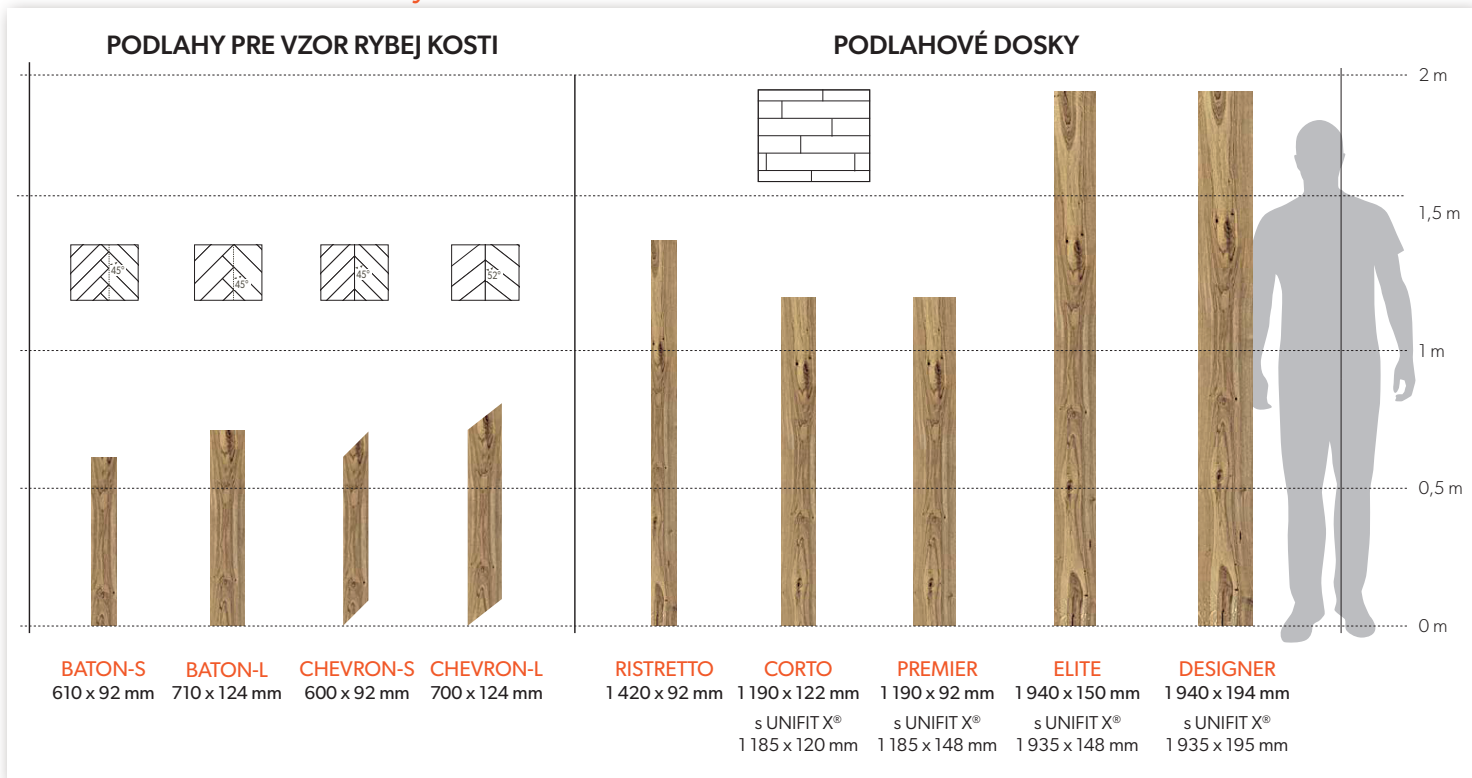 PODLAHY PRE VZOR RYBEJ KOSTI
PODLAHOVÉ DOSKY
2 m
1,5 m
1 m
0,5 m
0 m
45°
45°
45°
52°
BATON-S
610 x 92 mm
BATON-L
710 x 124 mm
CHEVRON-S
600 x 92 mm
CHEVRON-L
700 x 124 mm
RISTRETTO
1 420 x 92 mm
CORTO
1 190 x 122 mm
s UNIFIT X®
1 185 x 120 mm
PREMIER
1 190 x 92 mm
s UNIFIT X®
1 185 x 148 mm
ELITE
1 940 x 150 mm
s UNIFIT X®
1 935 x 148 mm
DESIGNER
1 940 x 194 mm
s UNIFIT X®
1 935 x 195 mm